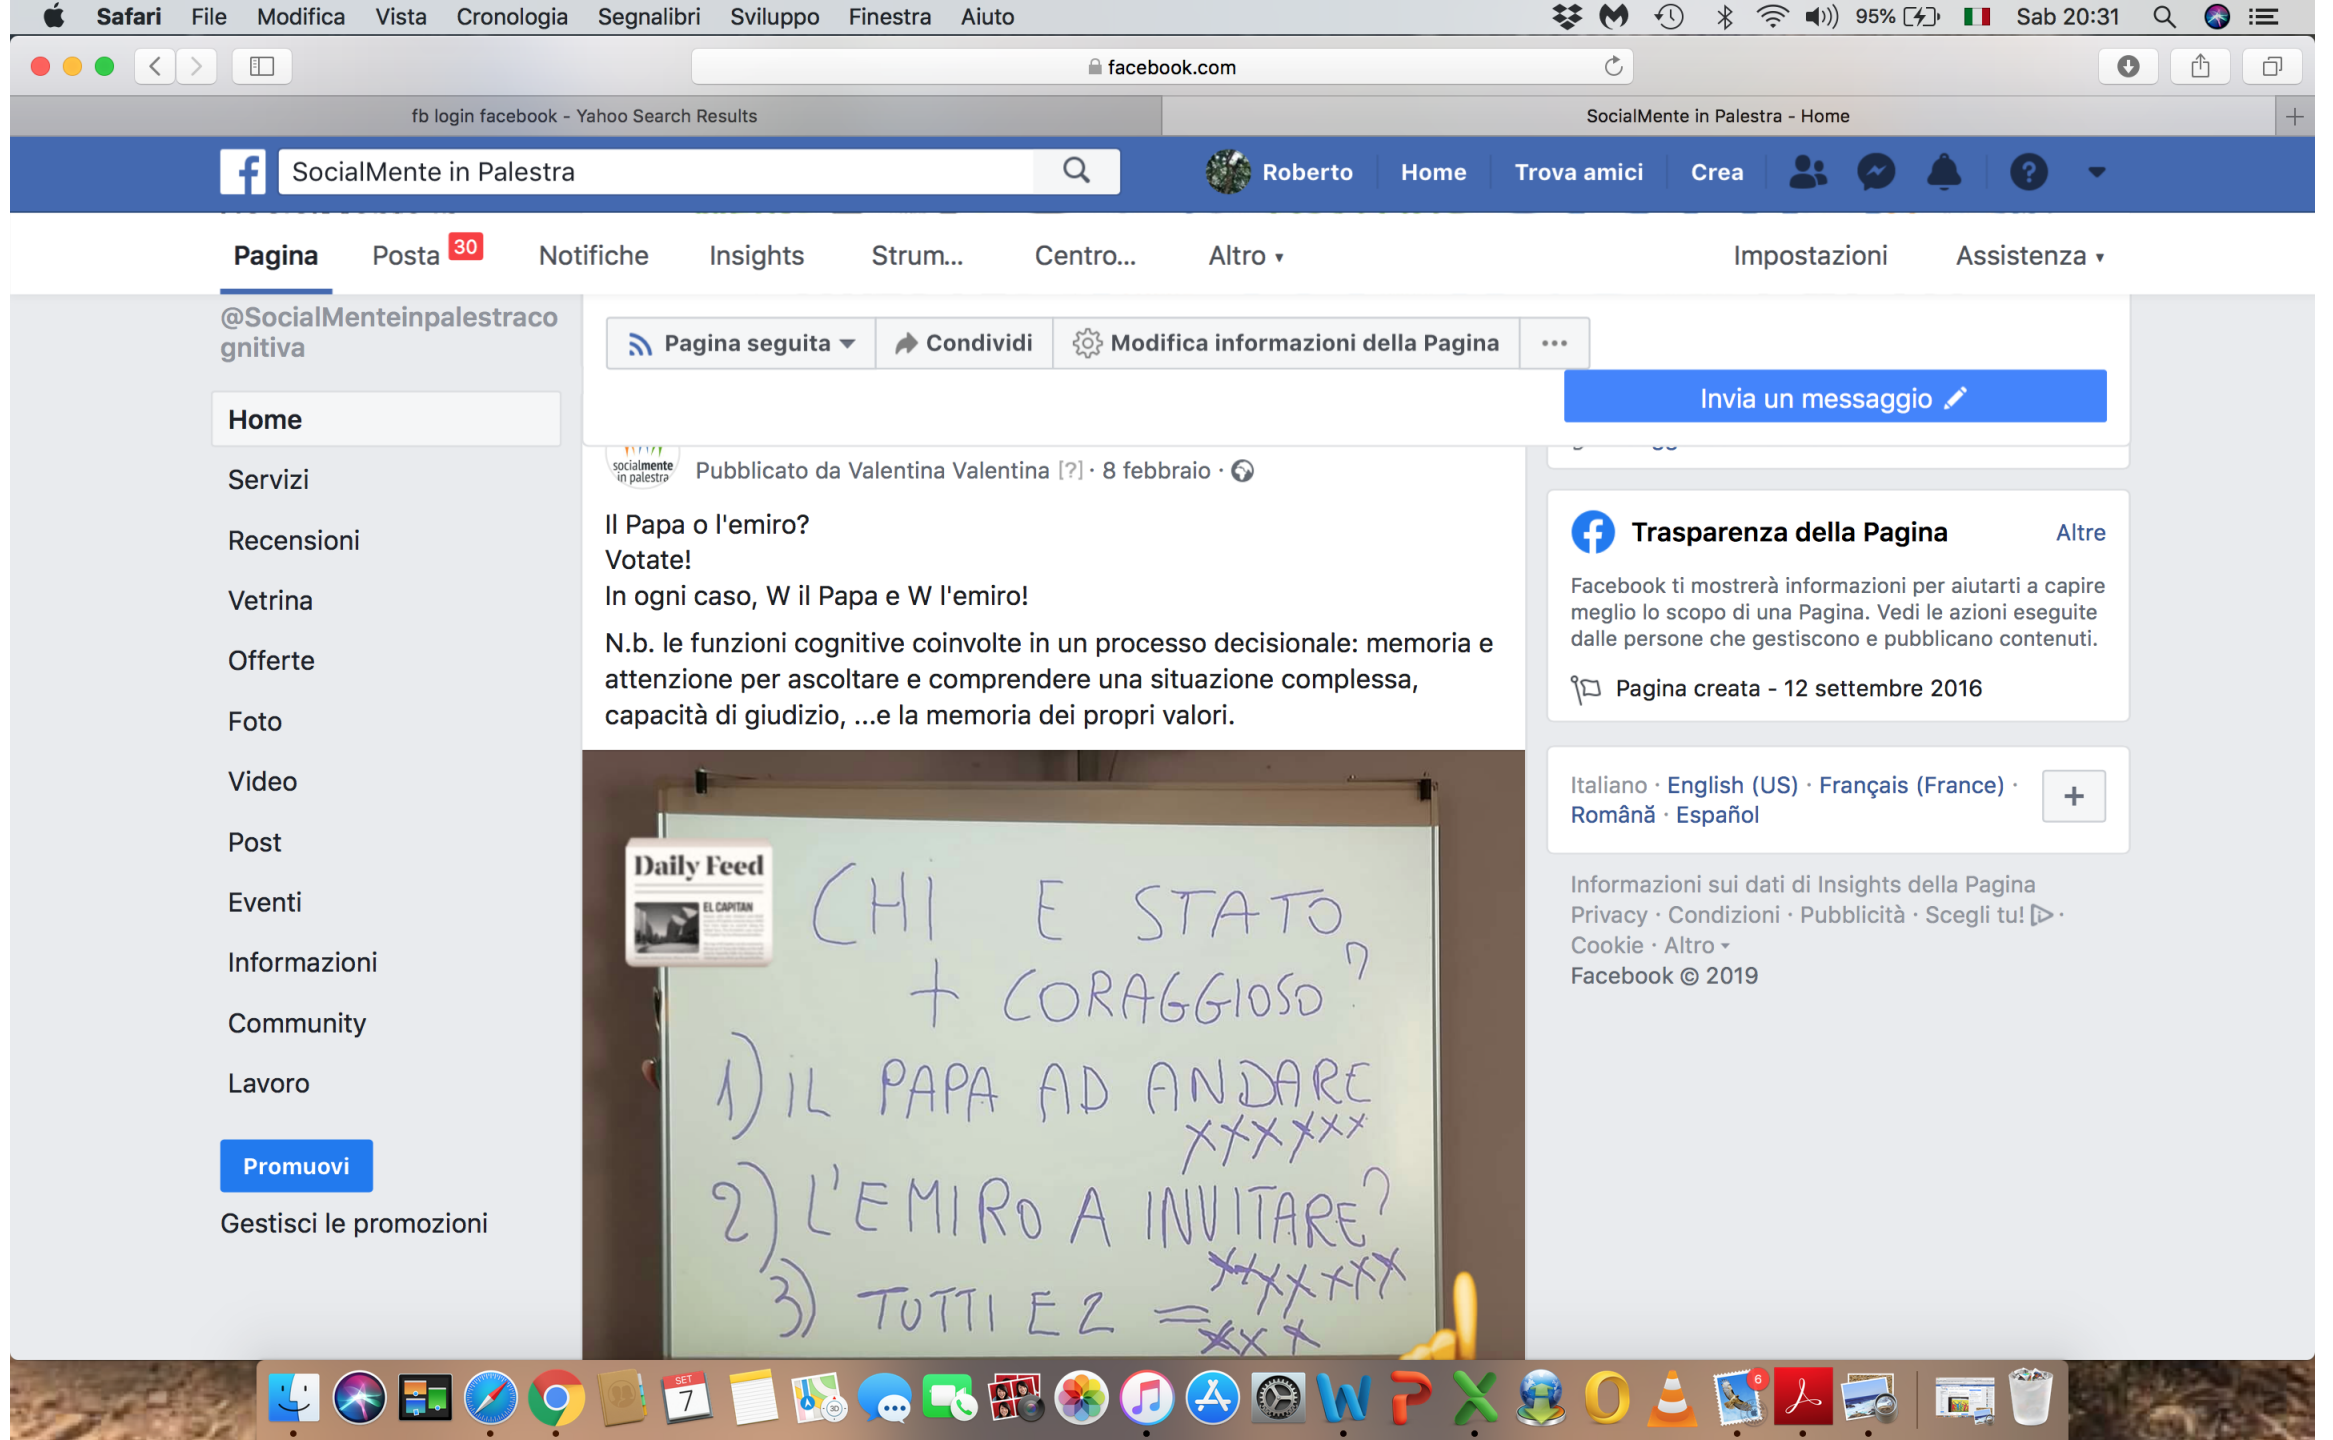 Safari File Modifica Vista Cronologia Segnalibri Sviluppo Finestra Aiuto 95% Sab 20:31
facebook.com
fb login facebook - Yahoo Search Results
SocialMente in Palestra - Home
SocialMente in Palestra
Roberto Home Trova amici Crea
Pagina Posta 30 Notifiche Insights Strum... Centro... Altro Impostazioni Assistenza
@SocialMenteinpalestraco
gnitiva
Home
Servizi
Recensioni
Vetrina
Offerte
Foto
Video
Post
Eventi
Informazioni
Community
Lavoro
Promuovi
Gestisci le promozioni
Pagina seguita Condividi Modifica informazioni della Pagina ...
Invia un messaggio
socialmente
in palestra
Pubblicato da Valentina Valentina [?] · 8 febbraio ·
Il Papa o l'emiro?
Votate!
In ogni caso, W il Papa e W l'emiro!
N.b. le funzioni cognitive coinvolte in un processo decisionale: memoria e
attenzione per ascoltare e comprendere una situazione complessa,
capacità di giudizio, ...e la memoria dei propri valori.
Daily Feed
EL CAPITAN
CHI E STATO
+ CORAGGIOSO?
1) IL PAPA AD ANDARE
XXXXXX
2) L'EMIRO A INVITARE?
XXXXXXX
3) TUTTI E 2 =
XXX
Trasparenza della Pagina Altre
Facebook ti mostrerà informazioni per aiutarti a capire
meglio lo scopo di una Pagina. Vedi le azioni eseguite
dalle persone che gestiscono e pubblicano contenuti.
Pagina creata - 12 settembre 2016
Italiano · English (US) · Français (France) ·
Română · Español
+
Informazioni sui dati di Insights della Pagina
Privacy · Condizioni · Pubblicità · Scegli tu! ·
Cookie · Altro
Facebook © 2019
SET
7
3D
6